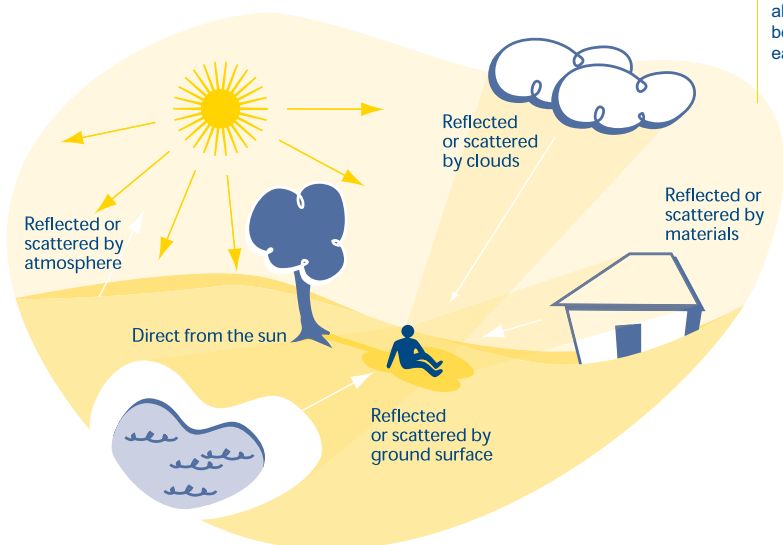 Reflected
or scattered
by clouds
Reflected or
scattered by
materials
Reflected or
scattered by
atmosphere
Direct from the sun
Reflected
or scattered by
ground surface